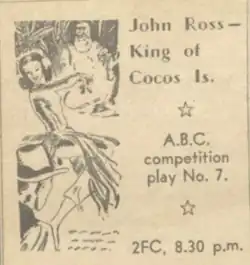 John Ross—
King of
Cocos Is.
☆
A.B.C.
competition
play No. 7.
☆
2FC, 8.30 p.m.